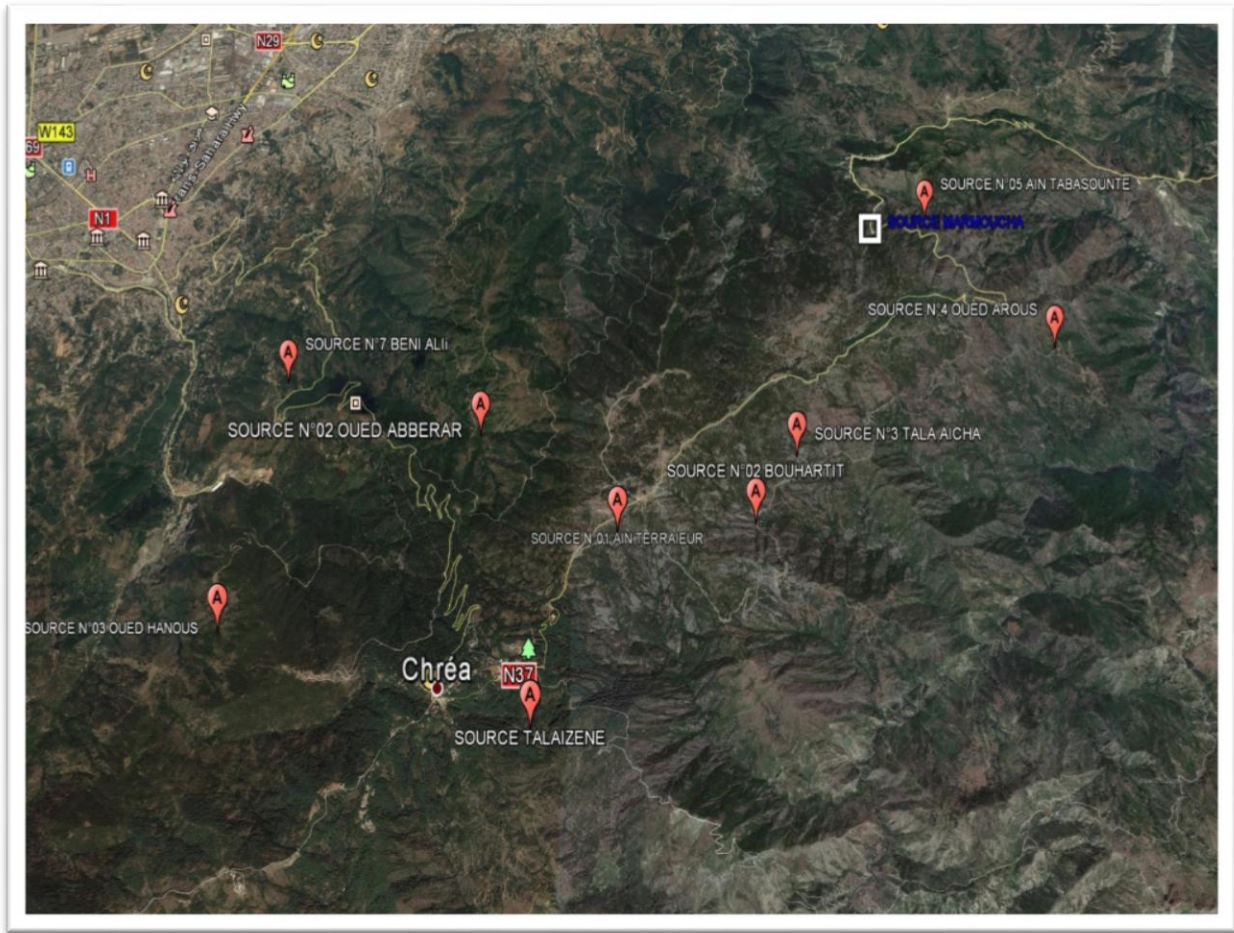 N29
W143
69
N1
SOURCE N°05 AIN TABASOUNTE
SOURCE MARMOUCHA
SOURCE N°4 OUED AROUS
SOURCE N°7 BENI ALIi
SOURCE N°02 OUED ABBERAR
SOURCE N°3 TALA AICHA
SOURCE N°02 BOUHARTIT
SOURCE N°01 AIN TERRAIEUR
SOURCE N°03 OUED HANOUS
Chréa
N37
SOURCE TALAIZENE
H
A
A
A
A
A
A
A
A
A